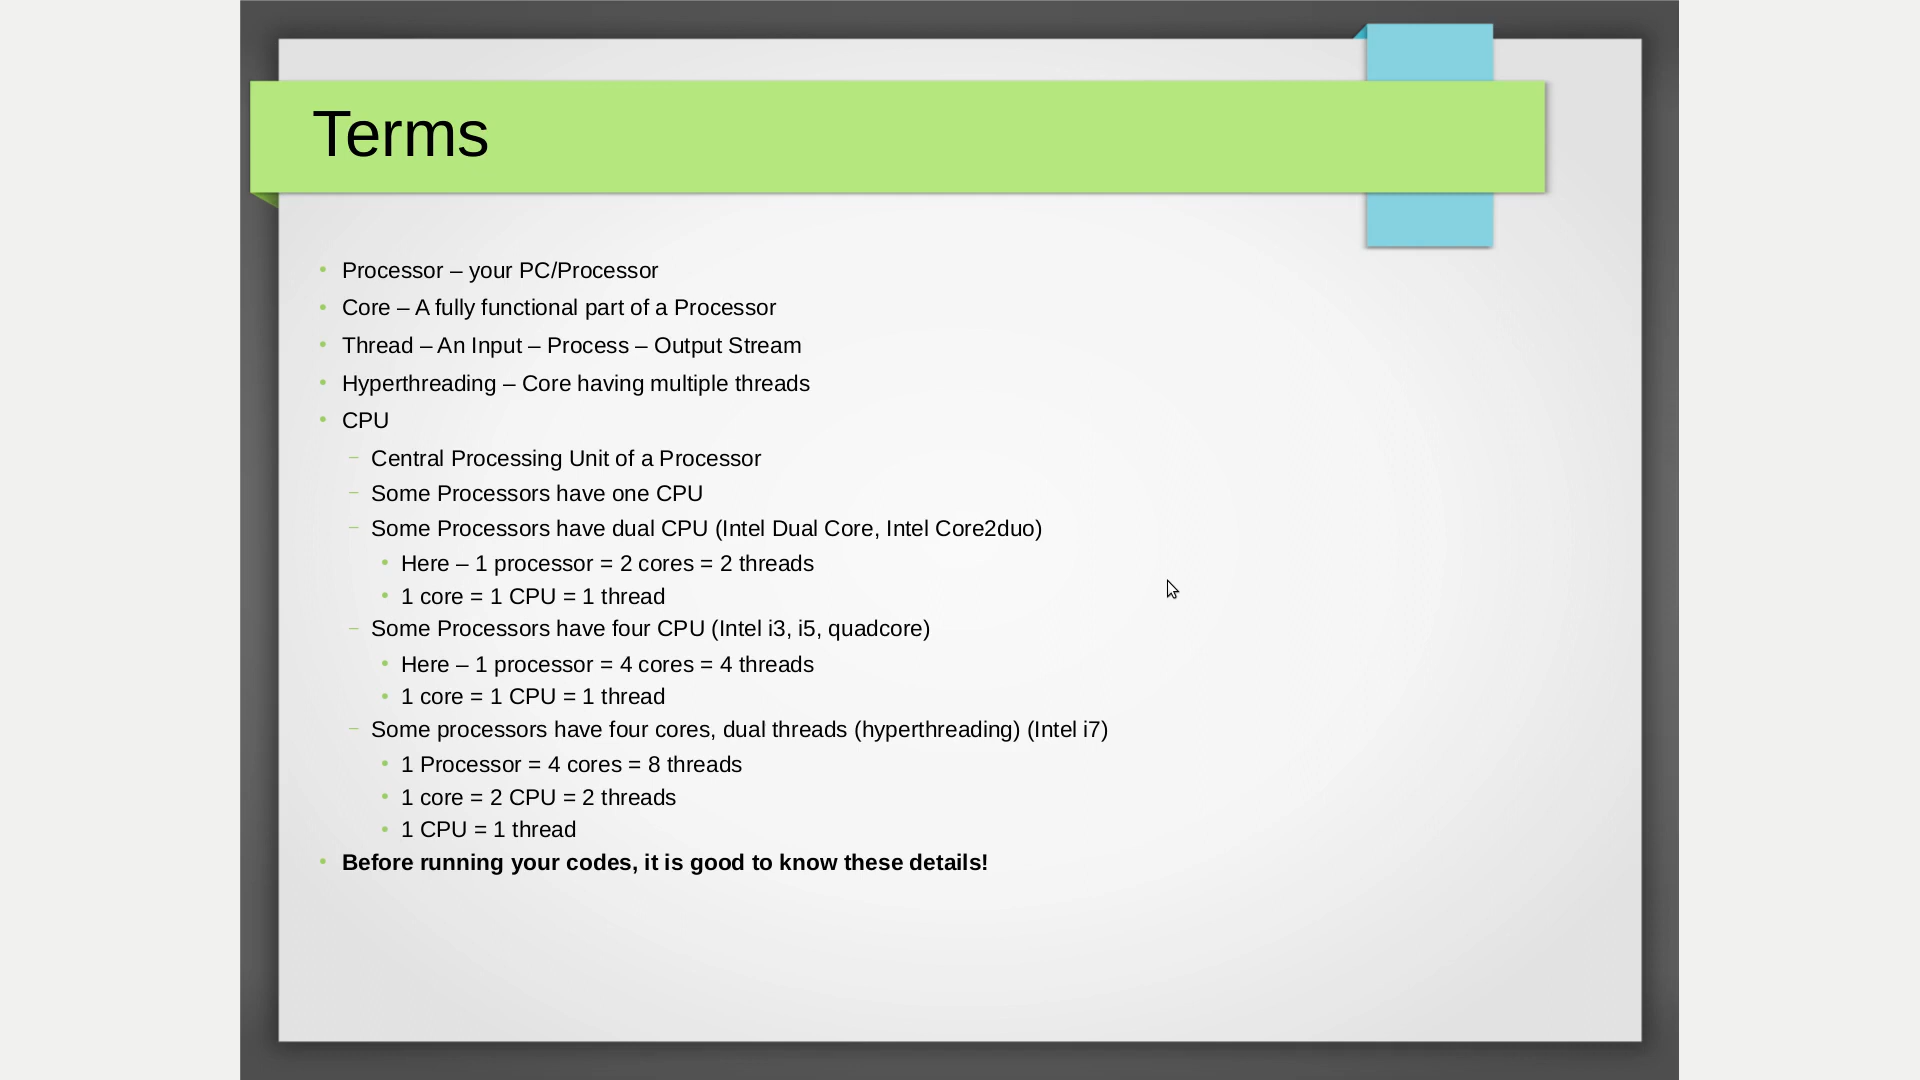 Terms
Processor – your PC/Processor
Core – A fully functional part of a Processor
Thread – An Input – Process – Output Stream
Hyperthreading – Core having multiple threads
CPU
Central Processing Unit of a Processor
Some Processors have one CPU
Some Processors have dual CPU (Intel Dual Core, Intel Core2duo)
Here – 1 processor = 2 cores = 2 threads
1 core = 1 CPU = 1 thread
Some Processors have four CPU (Intel i3, i5, quadcore)
Here – 1 processor = 4 cores = 4 threads
1 core = 1 CPU = 1 thread
Some processors have four cores, dual threads (hyperthreading) (Intel i7)
1 Processor = 4 cores = 8 threads
1 core = 2 CPU = 2 threads
1 CPU = 1 thread
Before running your codes, it is good to know these details!